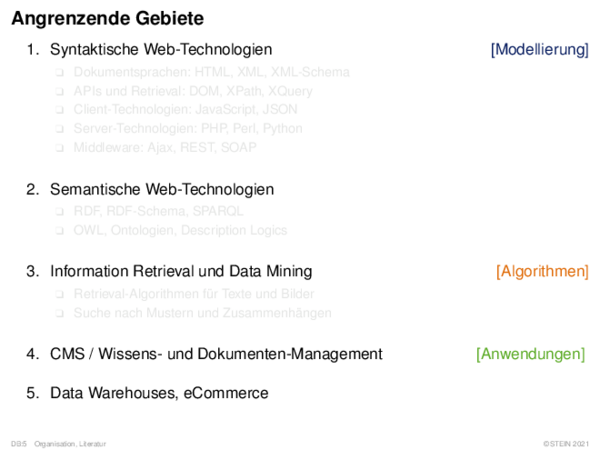 Angrenzende Gebiete
1. Syntaktische Web-Technologien [Modellierung]
❑ Dokumentsprachen: HTML, XML, XML-Schema
❑ APIs und Retrieval: DOM, XPath, XQuery
❑ Client-Technologien: JavaScript, JSON
❑ Server-Technologien: PHP, Perl, Python
❑ Middleware: Ajax, REST, SOAP
2. Semantische Web-Technologien
❑ RDF, RDF-Schema, SPARQL
❑ OWL, Ontologien, Description Logics
3. Information Retrieval und Data Mining [Algorithmen]
❑ Retrieval-Algorithmen für Texte und Bilder
❑ Suche nach Mustern und Zusammenhängen
4. CMS / Wissens- und Dokumenten-Management [Anwendungen]
5. Data Warehouses, eCommerce
DB:5 Organisation, Literatur ©STEIN 2021